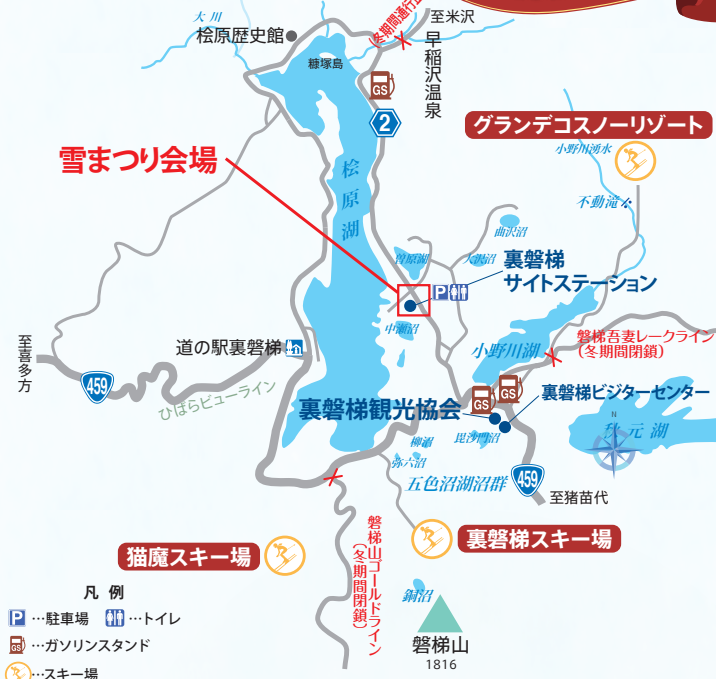 大川
桧原歴史館
糠塚島
至米沢
早稲沢温泉
GS
2
グランデコスノーリゾート
小野川湧水
不動滝
雪まつり会場
桧原湖
曲沢沼
曽原湖
大沢沼
裏磐梯
サイトステーション
P
中瀬沼
至喜多方
道の駅裏磐梯
459
ひばらビューライン
小野川湖
磐梯吾妻レークライン
(冬期間閉鎖)
GS
GS
裏磐梯ビジターセンター
裏磐梯観光協会
N
秋元湖
柳沼
毘沙門沼
弥六沼
五色沼湖沼群
459
至猪苗代
磐梯山ゴールドライン
(冬期間閉鎖)
猫魔スキー場
裏磐梯スキー場
銅沼
磐梯山
1816
凡 例
P …駐車場 …トイレ
GS …ガソリンスタンド
…スキー場